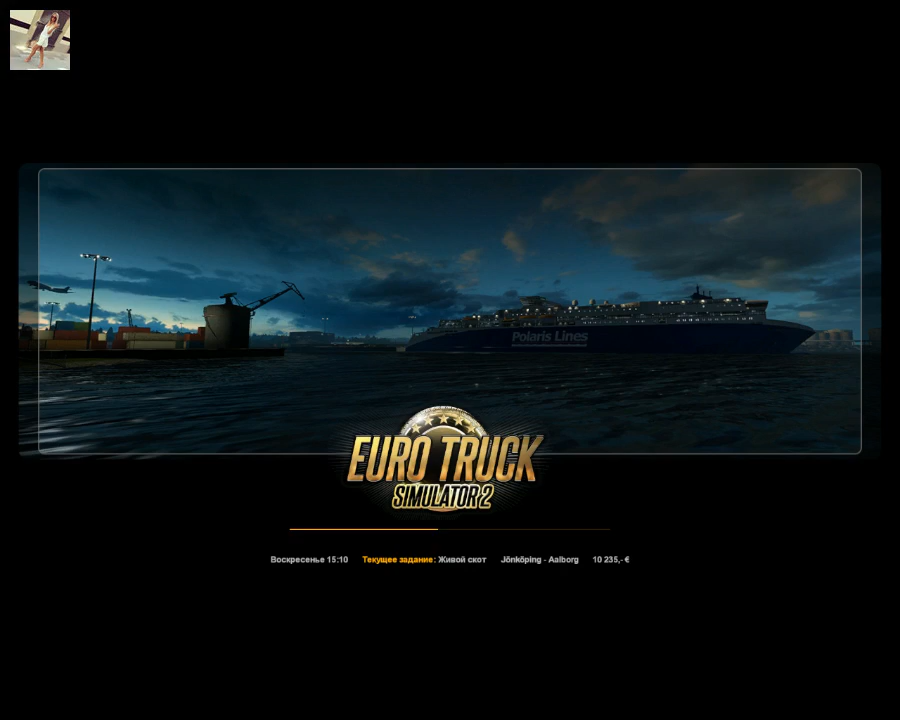 Polaris Lines
EURO TRUCK
SIMULATOR 2
Воскресенье 15:10 Текущее задание: Живой скот Jönköping - Aalborg 10 235,- €